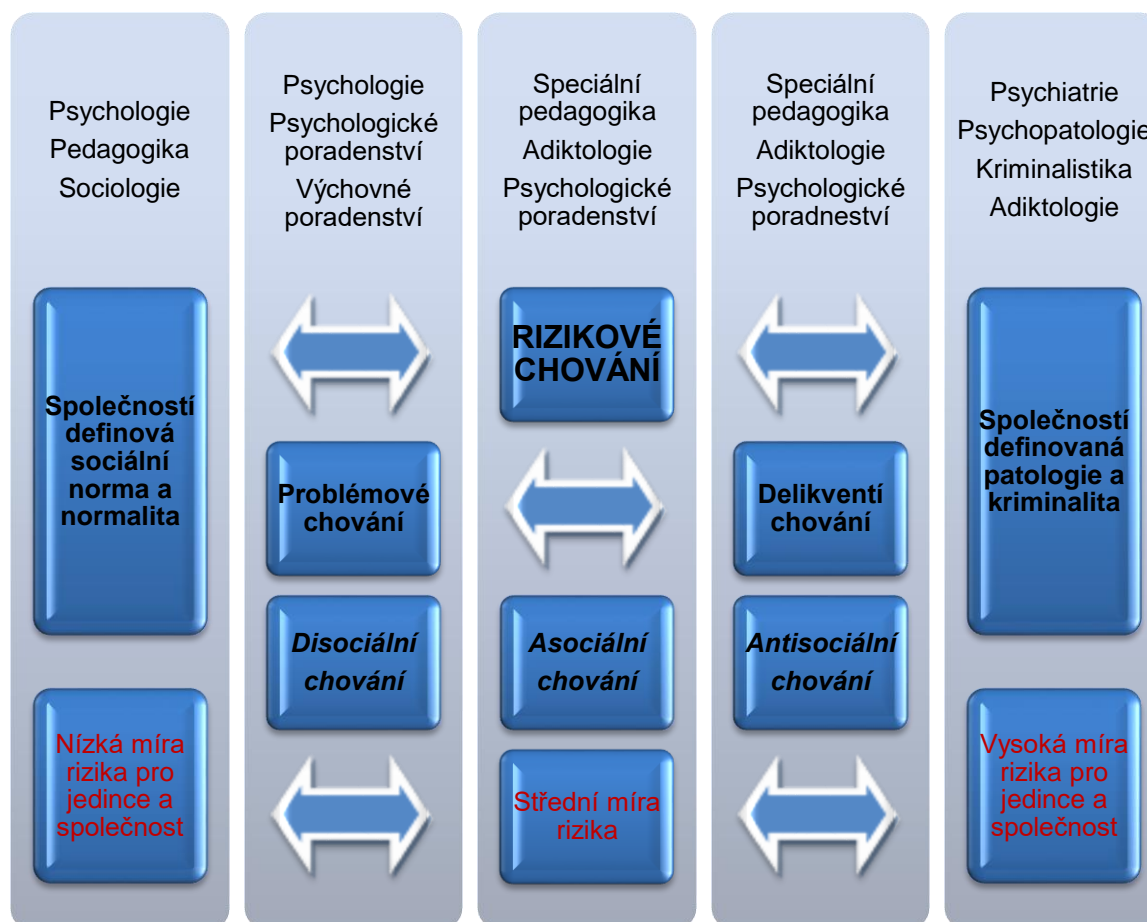 Psychologie
Pedagogika
Sociologie
Společností
definová
sociální
norma a
normalita
Nízká míra
rizika pro
jedince a
společnost
Psychologie
Psychologické
poradenství
Výchovné
poradenství
Problémové
chování
Disociální
chování
Speciální
pedagogika
Adiktologie
Psychologické
poradenství
RIZIKOVÉ
CHOVÁNÍ
Asociální
chování
Střední míra
rizika
Speciální
pedagogika
Adiktologie
Psychologické
poradneství
Delikventí
chování
Antisociální
chování
Psychiatrie
Psychopatologie
Kriminalistika
Adiktologie
Společností
definovaná
patologie a
kriminalita
Vysoká míra
rizika pro
jedince a
společnost